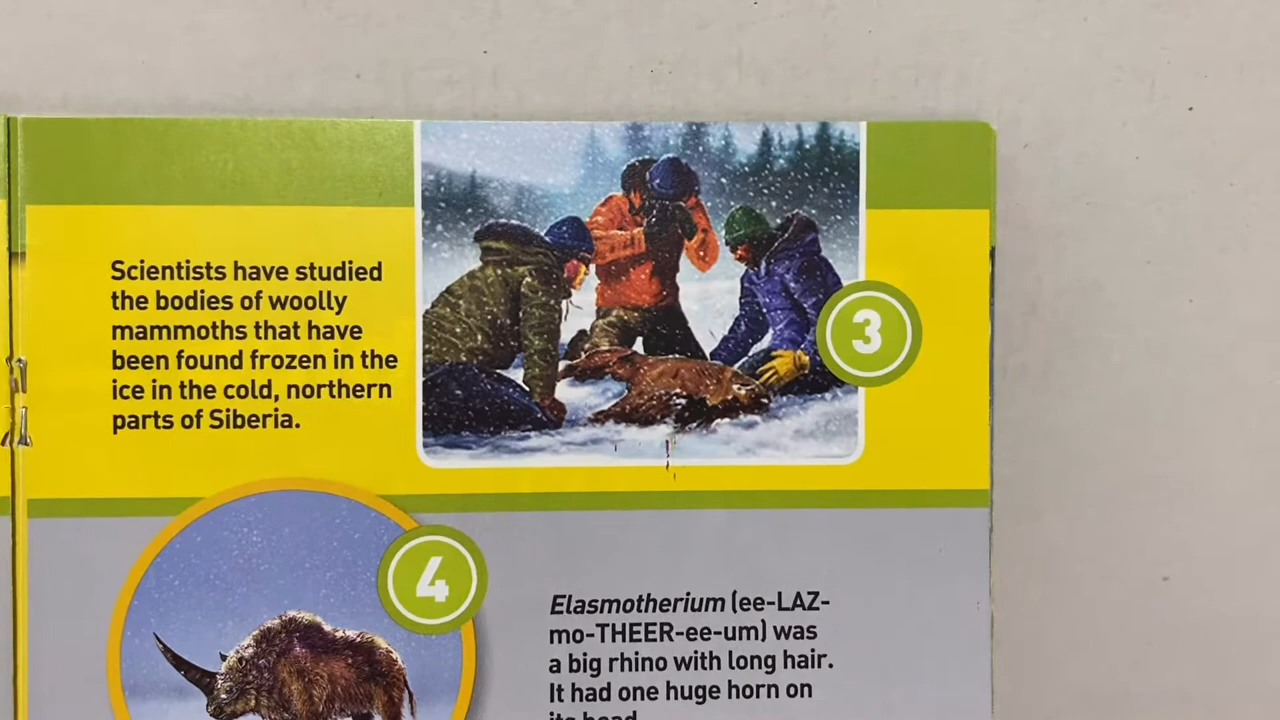 Scientists have studied
the bodies of woolly
mammoths that have
been found frozen in the
ice in the cold, northern
parts of Siberia.
3
4
Elasmotherium (ee-LAZ-
mo-THEER-ee-um) was
a big rhino with long hair.
It had one huge horn on
its head.